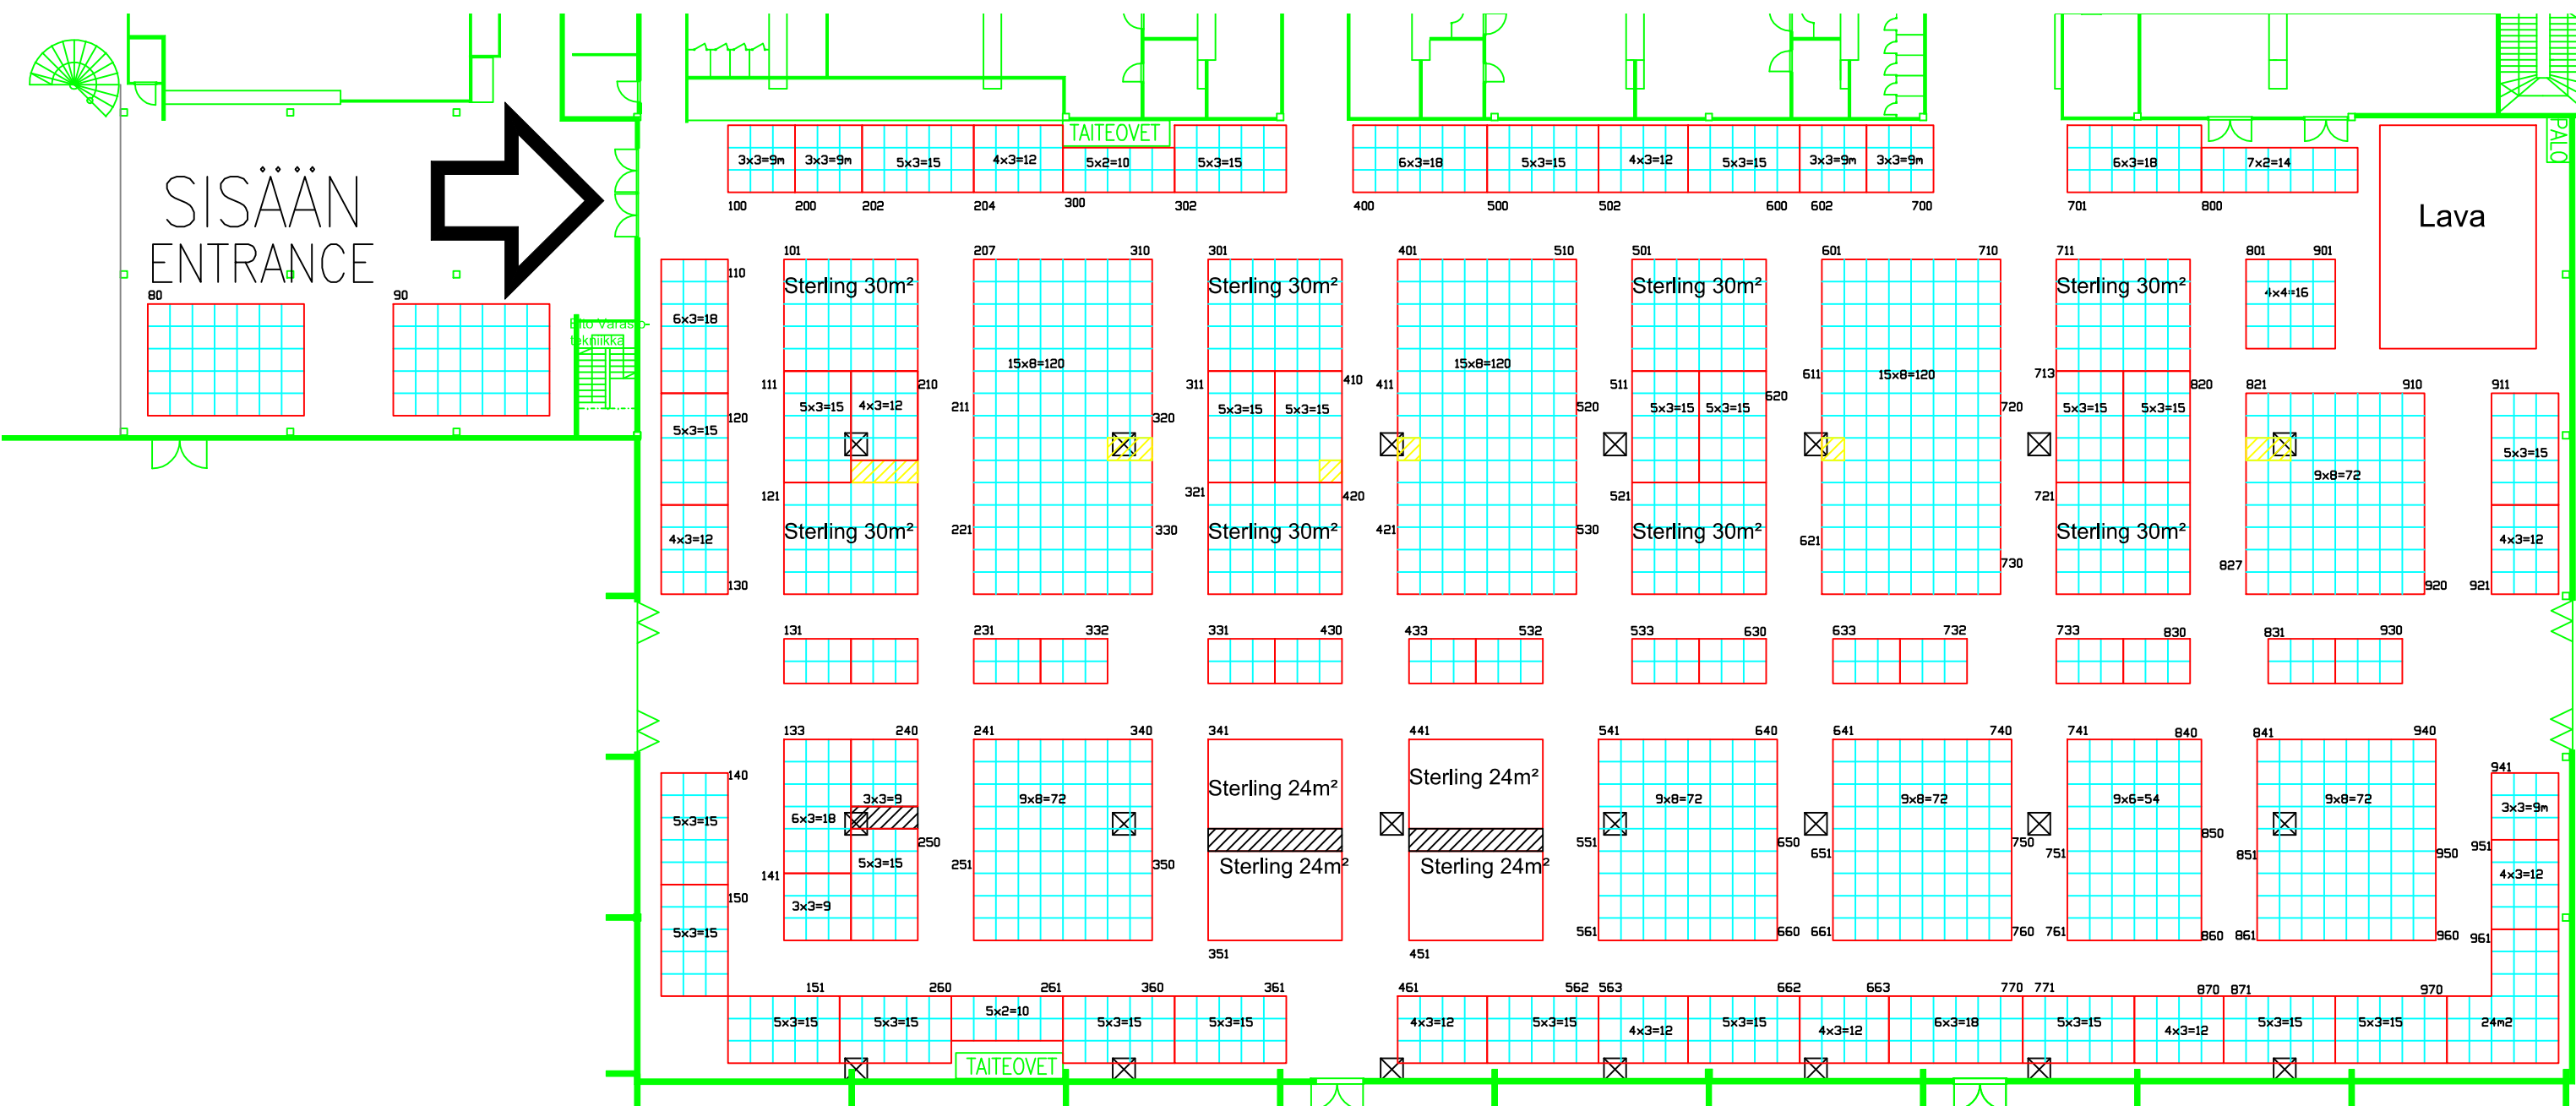 TAITEOVET
PALO
3x3=9m 3x3=9m 5x3=15 4x3=12 5x2=10 5x3=15 6x3=18 5x3=15 4x3=12 5x3=15 3x3=9m 3x3=9m 6x3=18 7x2=14
SISÄÄN
ENTRANCE
100 200 202 204 300 302 400 500 502 600 602 700 701 800
Lava
80 90
110 101 207 310 301 401 510 501 601 710 711 801 901
Sterling 30m² Sterling 30m² Sterling 30m² Sterling 30m²
4x4=16
6x3=18
tekniikka
15x8=120 15x8=120 15x8=120
111 210 211 311 410 411 511 620 611 713 820 821 910 911
5x3=15 4x3=12 5x3=15 5x3=15 5x3=15 5x3=15 5x3=15 5x3=15
120 320 520 720
5x3=15 5x3=15
9x8=72
121 321 420 521 721
Sterling 30m² Sterling 30m² Sterling 30m² Sterling 30m²
221 330 421 530 621 730 827 920 921
4x3=12 4x3=12
130
131 231 332 331 430 433 532 533 630 633 732 733 830 831 930
133 240 241 340 341 441 541 640 641 740 741 840 841 940
140 941
Sterling 24m² Sterling 24m²
3x3=9 9x8=72 9x8=72 9x8=72 9x6=54 9x8=72 3x3=9m
5x3=15 6x3=18
250 551 650 651 750 751 850 851 950 951
5x3=15 251 350 Sterling 24m² Sterling 24m²
141 4x3=12
150 3x3=9
5x3=15 561 660 661 760 761 860 861 960 961
351 451
151 260 261 360 361 461 562 563 662 663 770 771 870 871 970
5x3=15 5x3=15 5x2=10 5x3=15 5x3=15 4x3=12 5x3=15 4x3=12 5x3=15 4x3=12 6x3=18 5x3=15 4x3=12 5x3=15 5x3=15 24m2
TAITEOVET